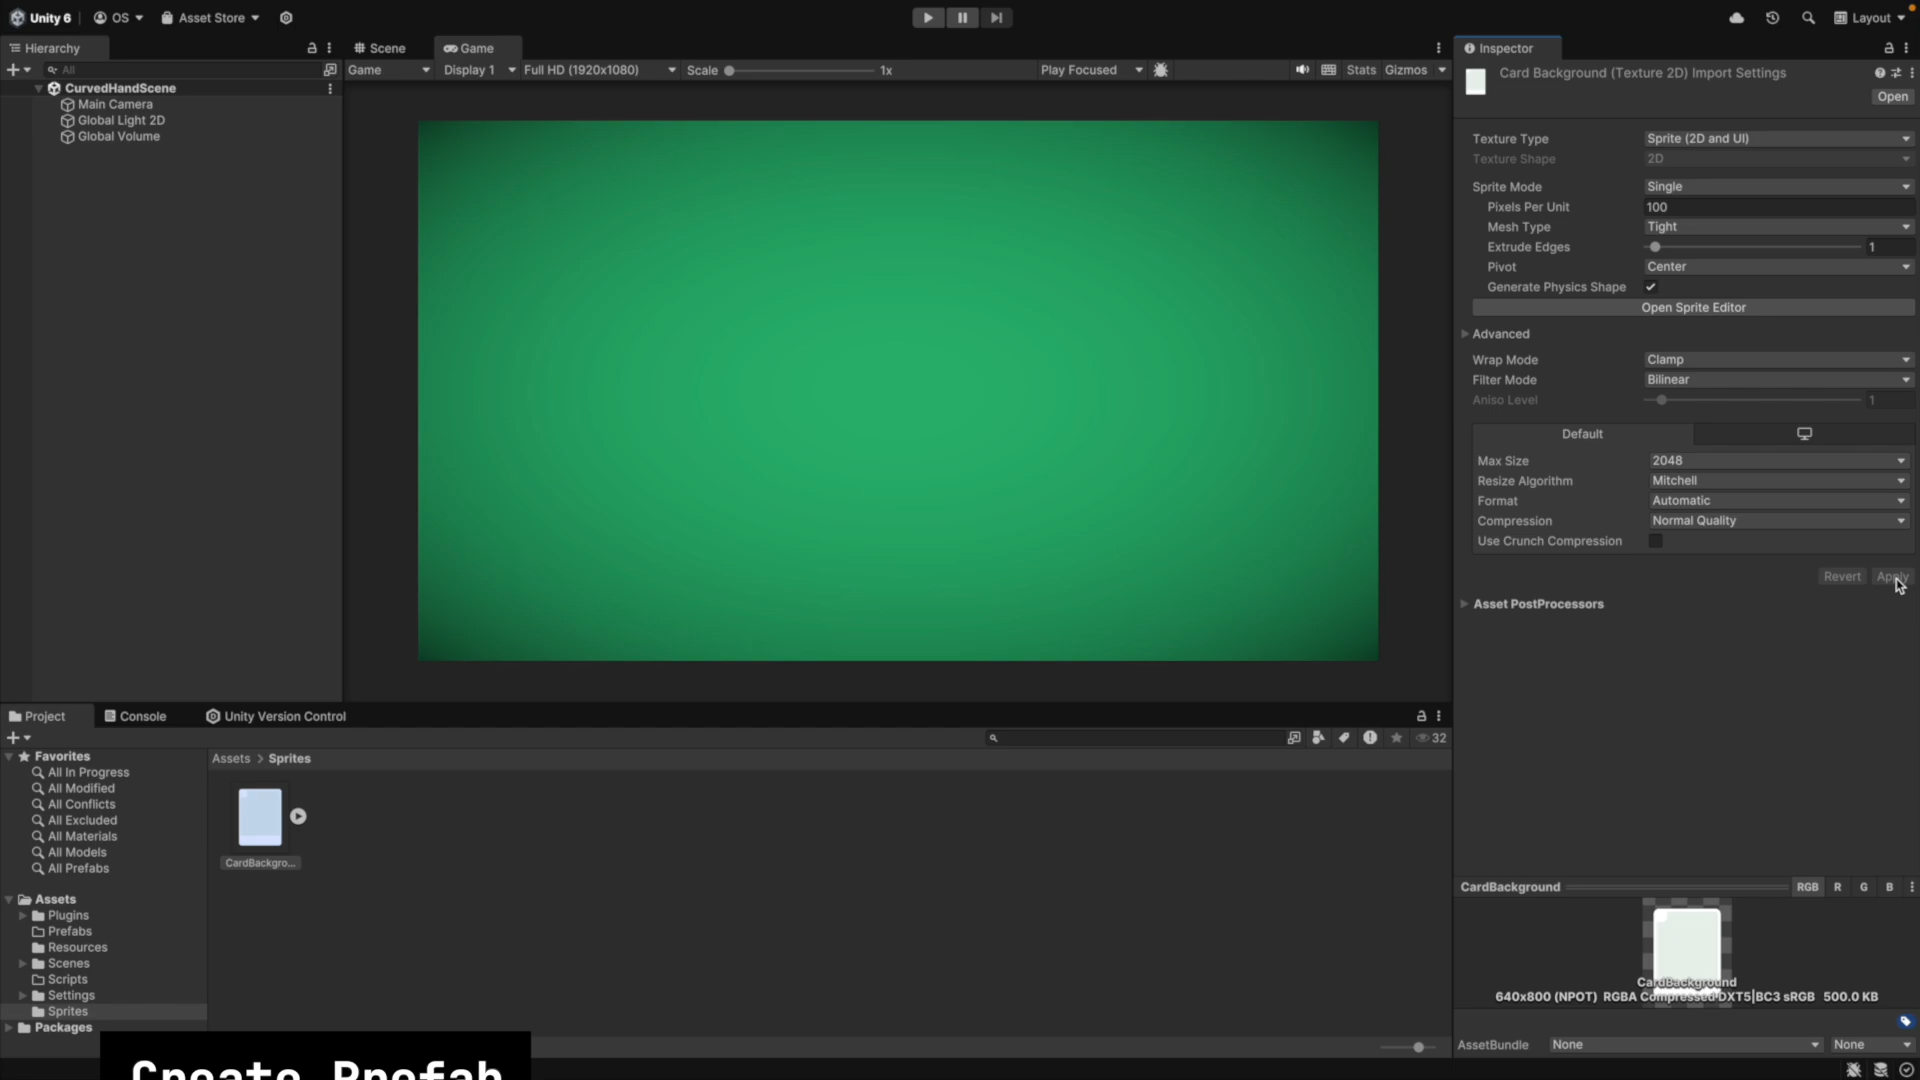 Unity 6
OS
Asset Store
Layout
Hierarchy
All
CurvedHandScene
Main Camera
Global Light 2D
Global Volume
Scene
Game
Game
Display 1
Full HD (1920x1080)
Scale
1x
Play Focused
Stats
Gizmos
Inspector
Card Background (Texture 2D) Import Settings
Open
Texture Type
Sprite (2D and UI)
Texture Shape
2D
Sprite Mode
Single
Pixels Per Unit
100
Mesh Type
Tight
Extrude Edges
1
Pivot
Center
Generate Physics Shape
Open Sprite Editor
Advanced
Wrap Mode
Clamp
Filter Mode
Bilinear
Aniso Level
1
Default
Max Size
2048
Resize Algorithm
Mitchell
Format
Automatic
Compression
Normal Quality
Use Crunch Compression
Revert
Apply
Asset PostProcessors
Project
Console
Unity Version Control
32
Favorites
All In Progress
All Modified
All Conflicts
All Excluded
All Materials
All Models
All Prefabs
Assets
Plugins
Prefabs
Resources
Scenes
Scripts
Settings
Sprites
Packages
Assets > Sprites
CardBackgro...
CardBackground
RGB
R
G
B
CardBackground
640x800 (NPOT) RGBA Compressed DXT5|BC3 sRGB 500.0 KB
AssetBundle
None
None
Create Prefab